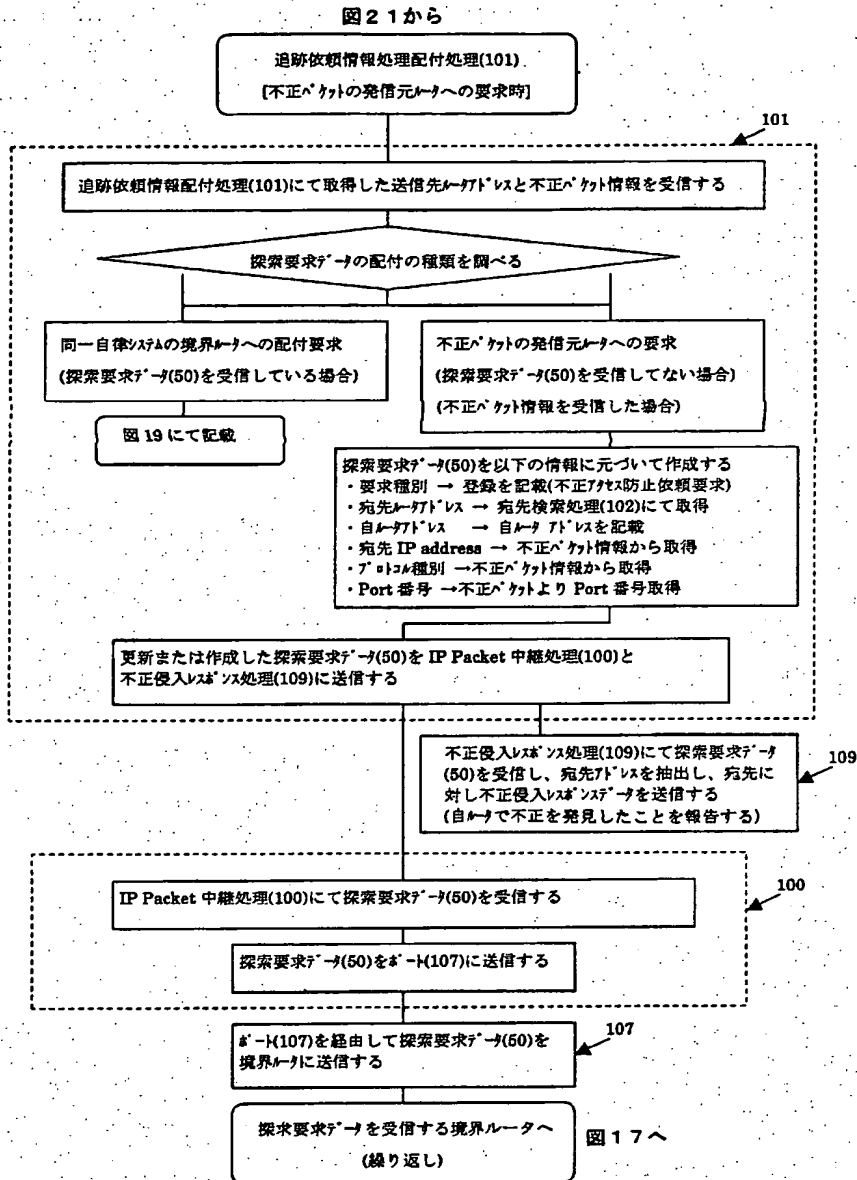 図21から
追跡依頼情報処理配付処理(101)
[不正パケットの発信元ルータへの要求時]
101
追跡依頼情報配付処理(101)にて取得した送信先ルータアドレスと不正パケット情報を受信する
探索要求データの配付の種類を調べる
同一自律システムの境界ルータへの配付要求
(探索要求データ(50)を受信している場合)
図19にて記載
不正パケットの発信元ルータへの要求
(探索要求データ(50)を受信してない場合)
(不正パケット情報を受信した場合)
探索要求データ(50)を以下の情報に元づいて作成する
・要求種別 → 登録を記載(不正アクセス防止依頼要求)
・宛先ルータアドレス → 宛先検索処理(102)にて取得
・自ルータアドレス → 自ルータ アドレスを記載
・宛先 IP address → 不正パケット情報から取得
・プロトコル種別 →不正パケット情報から取得
・Port 番号 →不正パケットより Port 番号取得
更新または作成した探索要求データ(50)を IP Packet 中継処理(100)と
不正侵入レスポンス処理(109)に送信する
不正侵入レスポンス処理(109)にて探索要求データ
(50)を受信し、宛先アドレスを抽出し、宛先に
対し不正侵入レスポンスデータを送信する
(自ルータで不正を発見したことを報告する)
109
100
IP Packet 中継処理(100)にて探索要求データ(50)を受信する
探索要求データ(50)をポート(107)に送信する
107
ポート(107)を経由して探索要求データ(50)を
境界ルータに送信する
探求要求データを受信する境界ルータへ
(繰り返し)
図17へ